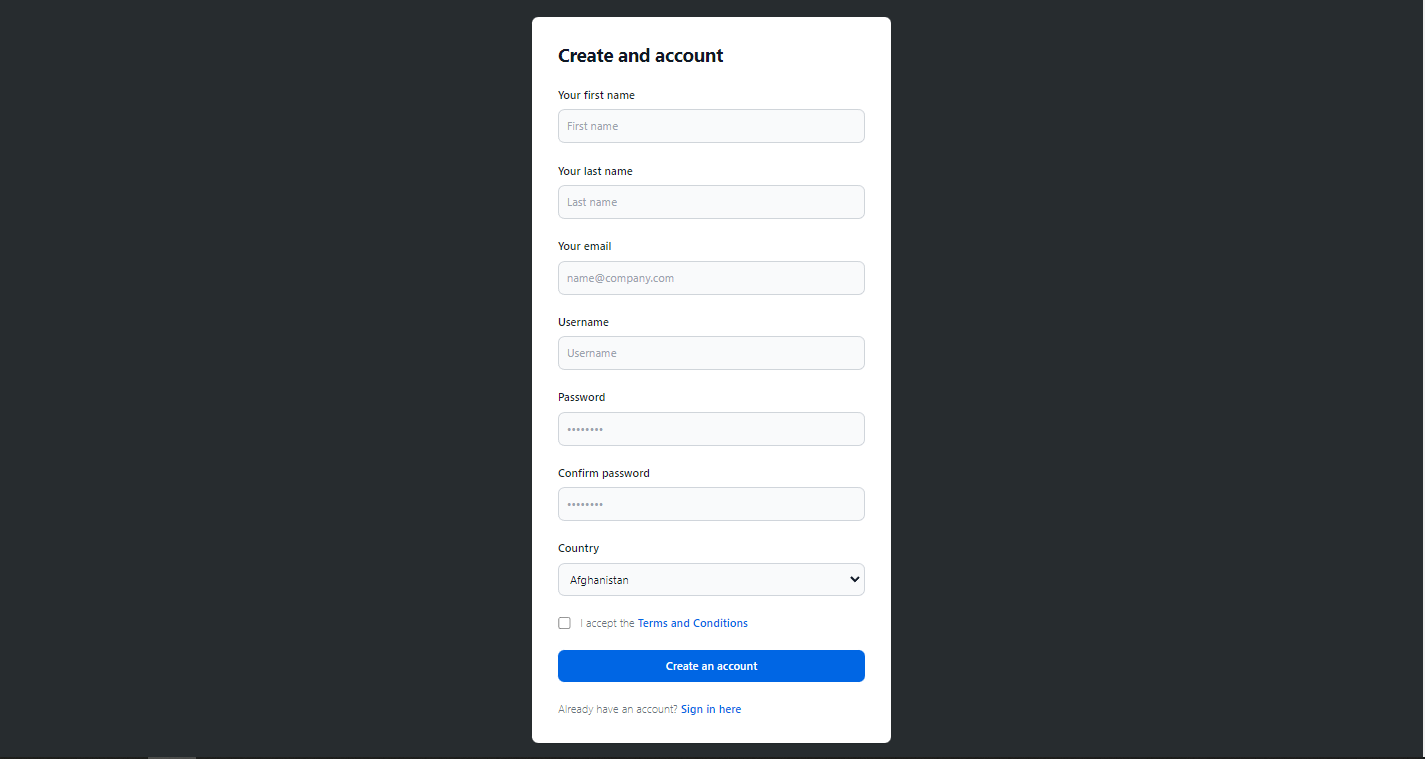 Create and account
Your first name
First name
Your last name
Last name
Your email
name@company.com
Username
Username
Password
••••••••
Confirm password
••••••••
Country
Afghanistan
I accept the Terms and Conditions
Create an account
Already have an account? Sign in here